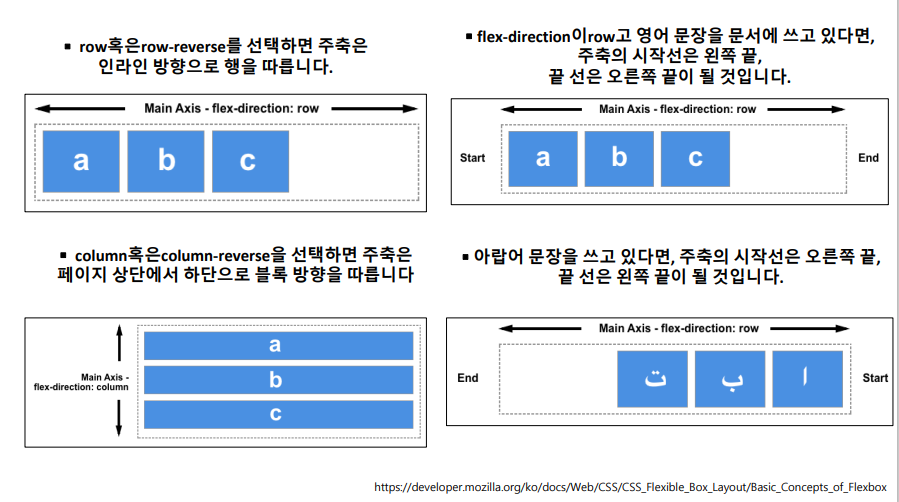 ▪ row혹은row-reverse를 선택하면 주축은
인라인 방향으로 행을 따릅니다.
Main Axis - flex-direction: row
a b c
▪ flex-direction이row고 영어 문장을 문서에 쓰고 있다면,
주축의 시작선은 왼쪽 끝,
끝 선은 오른쪽 끝이 될 것입니다.
Main Axis - flex-direction: row
Start a b c End
▪ column혹은column-reverse을 선택하면 주축은
페이지 상단에서 하단으로 블록 방향을 따릅니다
Main Axis -
flex-direction: column
a
b
c
▪ 아랍어 문장을 쓰고 있다면, 주축의 시작선은 오른쪽 끝,
끝 선은 왼쪽 끝이 될 것입니다.
Main Axis - flex-direction: row
End ت ب ا Start
https://developer.mozilla.org/ko/docs/Web/CSS/CSS_Flexible_Box_Layout/Basic_Concepts_of_Flexbox